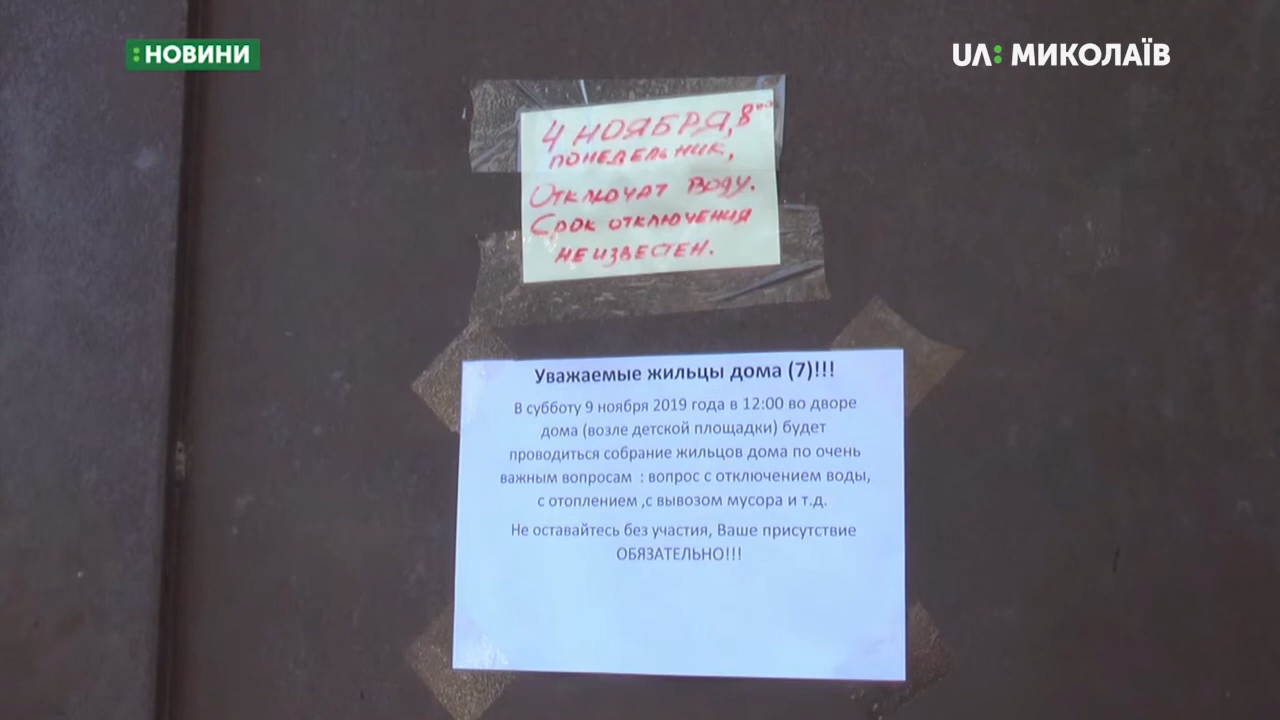 :НОВИНИ
UA: МИКОЛАЇВ
4 НОЯБРЯ, 8⁰⁰
ПОНЕДЕЛЬНИК,
ОТКЛЮЧАТ ВОДУ.
СРОК ОТКЛЮЧЕНИЯ
НЕИЗВЕСТЕН.
Уважаемые жильцы дома (7)!!!
В субботу 9 ноября 2019 года в 12:00 во дворе
дома (возле детской площадки) будет
проводиться собрание жильцов дома по очень
важным вопросам : вопрос с отключением воды,
с отоплением ,с вывозом мусора и т.д.
Не оставайтесь без участия, Ваше присутствие
ОБЯЗАТЕЛЬНО!!!